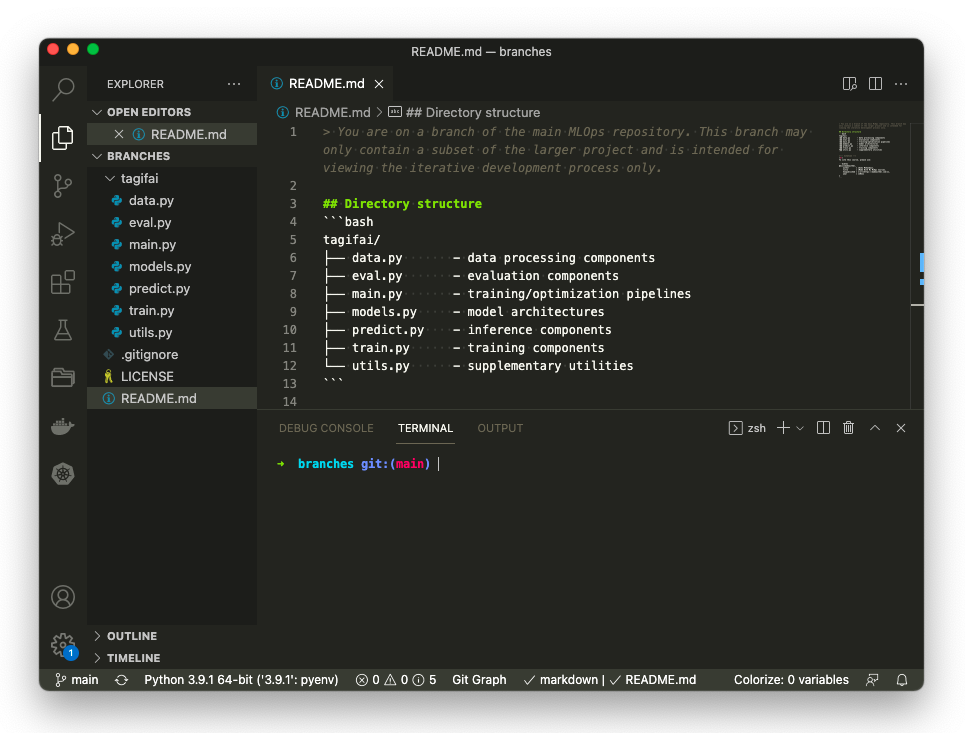 README.md — branches
EXPLORER ···
OPEN EDITORS
README.md
BRANCHES
tagifai
data.py
eval.py
main.py
models.py
predict.py
train.py
utils.py
.gitignore
LICENSE
README.md
OUTLINE
TIMELINE
README.md
README.md > abc ## Directory structure
1 > You are on a branch of the main MLOps repository. This branch may
only contain a subset of the larger project and is intended for
viewing the iterative development process only.
2
3 ## Directory structure
4 ```bash
5 tagifai/
6 ├── data.py - data processing components
7 ├── eval.py - evaluation components
8 ├── main.py - training/optimization pipelines
9 ├── models.py - model architectures
10 ├── predict.py - inference components
11 ├── train.py - training components
12 └── utils.py - supplementary utilities
13 ```
14
DEBUG CONSOLE TERMINAL OUTPUT zsh
➜ branches git:(main)
1
main Python 3.9.1 64-bit ('3.9.1': pyenv) 0 0 5 Git Graph ✓ markdown | ✓ README.md Colorize: 0 variables